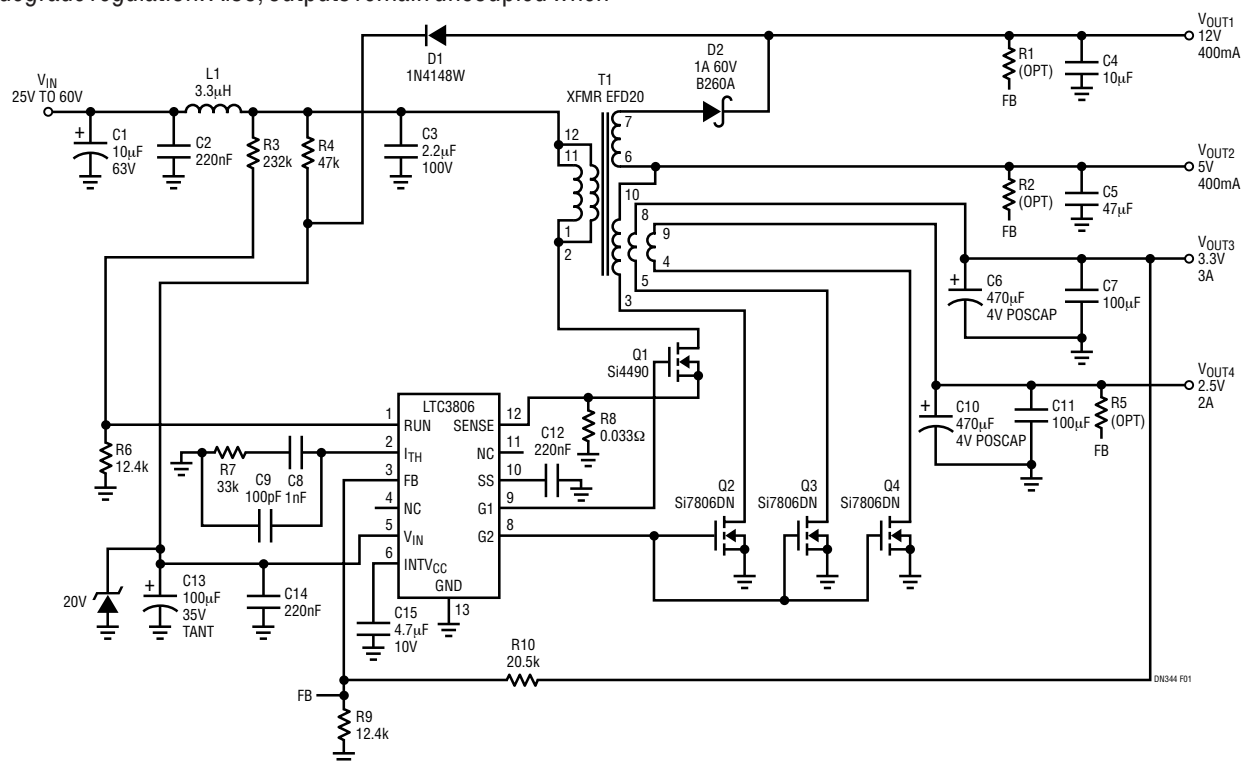 degrade regulation. Also, outputs remain uncoupled when
VOUT1
12V
400mA
D1
1N4148W
D2
1A 60V
B260A
R1
(OPT)
FB
C4
10µF
VIN
25V TO 60V
L1
3.3µH
T1
XFMR EFD20
C1
10µF
63V
+
C2
220nF
R3
232k
R4
47k
C3
2.2µF
100V
12
11
1
2
7
6
10
8
9
4
5
3
VOUT2
5V
400mA
R2
(OPT)
FB
C5
47µF
VOUT3
3.3V
3A
+
C6
470µF
4V POSCAP
C7
100µF
Q1
Si4490
VOUT4
2.5V
2A
+
C10
470µF
4V POSCAP
C11
100µF
R5
(OPT)
FB
LTC3806
1
RUN
2
ITH
3
FB
4
NC
5
VIN
6
INTVCC
GND
13
SENSE
12
NC
11
SS
10
G1
9
G2
8
R8
0.033Ω
C12
220nF
R6
12.4k
R7
33k
C9
100pF
C8
1nF
Q2
Si7806DN
Q3
Si7806DN
Q4
Si7806DN
20V
+
C13
100µF
35V
TANT
C14
220nF
C15
4.7µF
10V
R10
20.5k
FB
R9
12.4k
DN344 F01